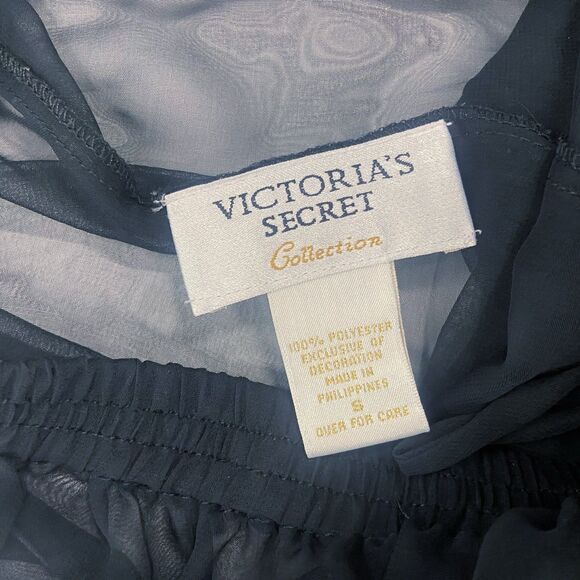 VICTORIA'S
SECRET
Collection
100% POLYESTER
EXCLUSIVE OF
DECORATION
MADE IN
PHILIPPINES
S
OVER FOR CARE